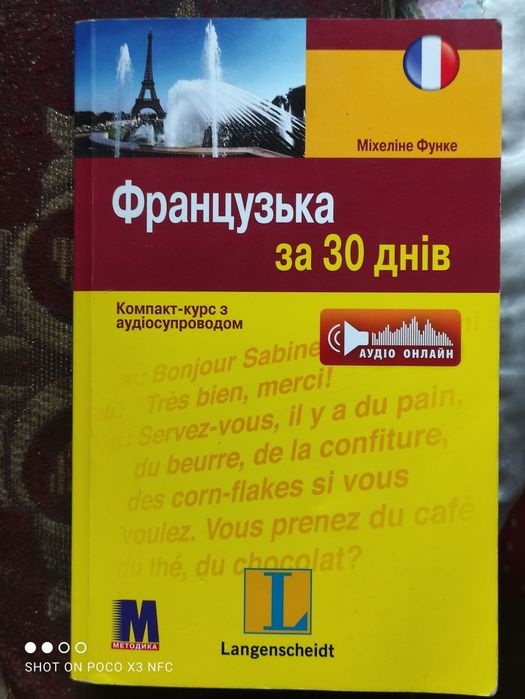 Міхеліне Функе
Французька
за 30 днів
Компакт-курс з
аудіосупроводом
АУДІО ОНЛАЙН
Bonjour Sabine
Très bien, merci!
Servez-vous, il y a du pain,
du beurre, de la confiture,
des corn-flakes si vous
voulez. Vous prenez du café
du thé, du chocolat?
М
МЕТОДИКА
L
Langenscheidt
SHOT ON POCO X3 NFC